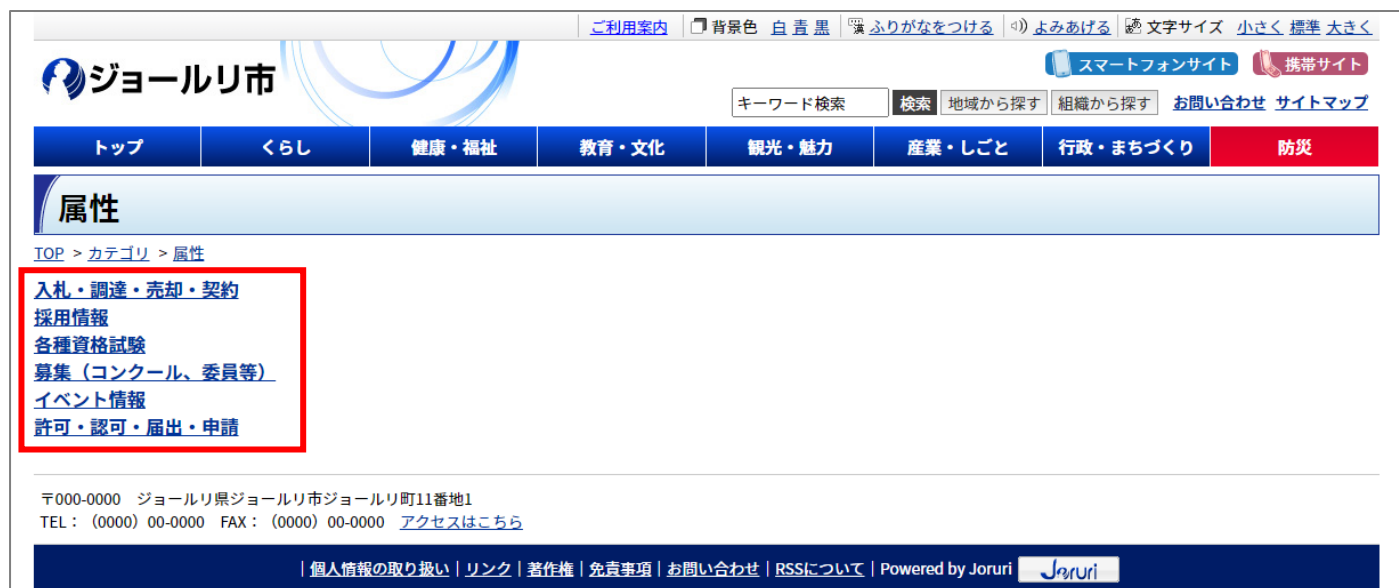 ご利用案内 背景色 白 青 黒 ふりがなをつける よみあげる 文字サイズ 小さく 標準 大きく
ジョールリ市
スマートフォンサイト 携帯サイト
キーワード検索 検索 地域から探す 組織から探す お問い合わせ サイトマップ
トップ くらし 健康・福祉 教育・文化 観光・魅力 産業・しごと 行政・まちづくり 防災
属性
TOP > カテゴリ > 属性
入札・調達・売却・契約
採用情報
各種資格試験
募集（コンクール、委員等）
イベント情報
許可・認可・届出・申請
〒000-0000 ジョールリ県ジョールリ市ジョールリ町11番地1
TEL：（0000）00-0000 FAX：（0000）00-0000 アクセスはこちら
| 個人情報の取り扱い | リンク | 著作権 | 免責事項 | お問い合わせ | RSSについて | Powered by Joruri Joruri